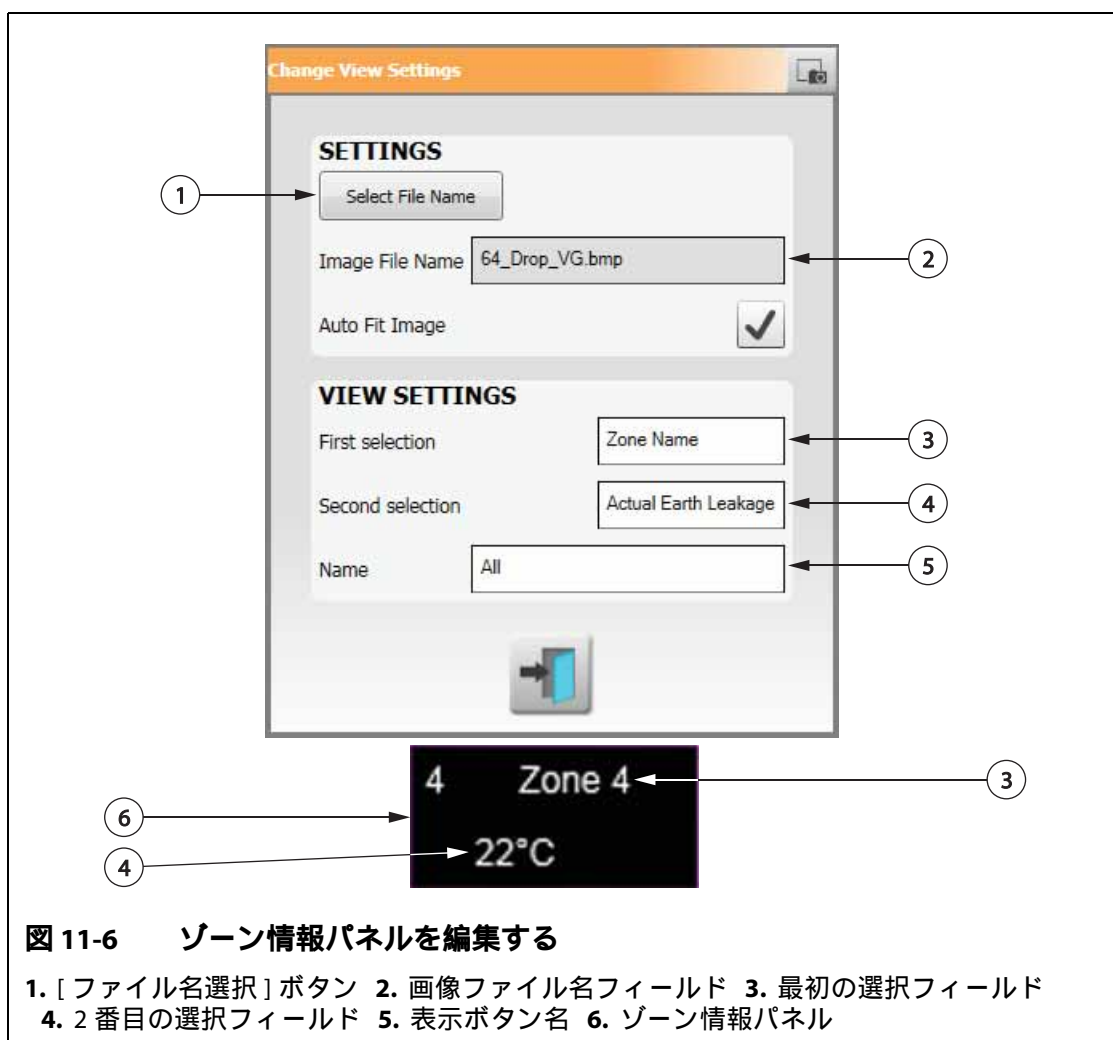 Change View Settings
SETTINGS
1
Select File Name
Image File Name 64_Drop_VG.bmp
2
Auto Fit Image
VIEW SETTINGS
First selection Zone Name
3
Second selection Actual Earth Leakage
4
Name All
5
4 Zone 4
3
6
22°C
4
図 11-6 ゾーン情報パネルを編集する
1. [ ファイル名選択 ] ボタン 2. 画像ファイル名フィールド 3. 最初の選択フィールド
4. 2 番目の選択フィールド 5. 表示ボタン名 6. ゾーン情報パネル